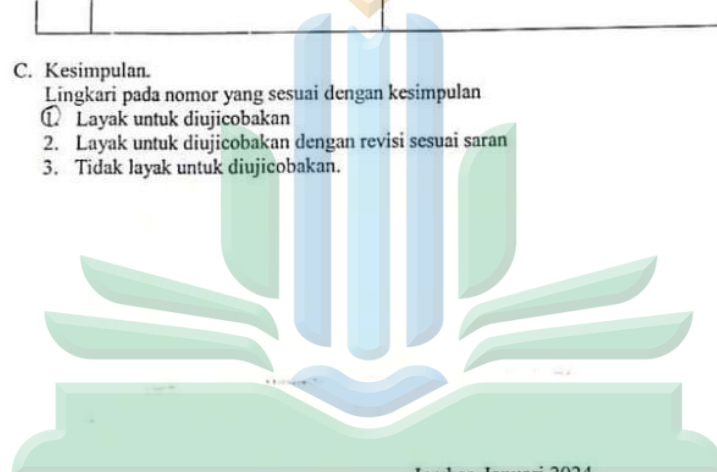 C. Kesimpulan.
Lingkari pada nomor yang sesuai dengan kesimpulan
1. Layak untuk diujicobakan
2. Layak untuk diujicobakan dengan revisi sesuai saran
3. Tidak layak untuk diujicobakan.
Januari 2024